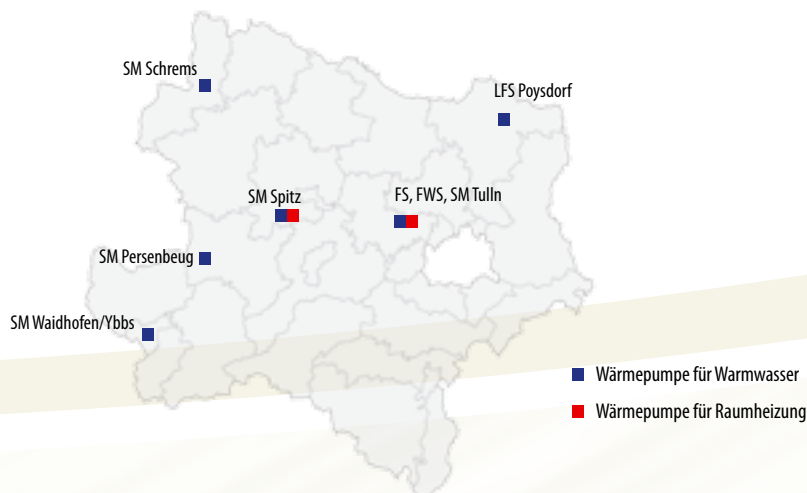 SM Schrems
LFS Poysdorf
SM Spitz
FS, FWS, SM Tulln
SM Persenbeug
SM Waidhofen/Ybbs
Wärmepumpe für Warmwasser
Wärmepumpe für Raumheizung